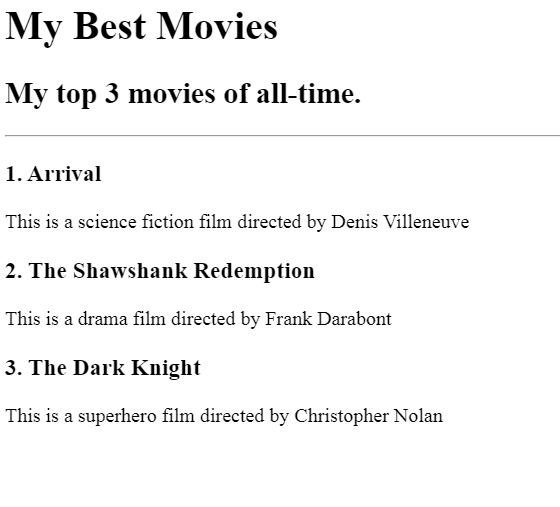 My Best Movies
My top 3 movies of all-time.
1. Arrival
This is a science fiction film directed by Denis Villeneuve
2. The Shawshank Redemption
This is a drama film directed by Frank Darabont
3. The Dark Knight
This is a superhero film directed by Christopher Nolan